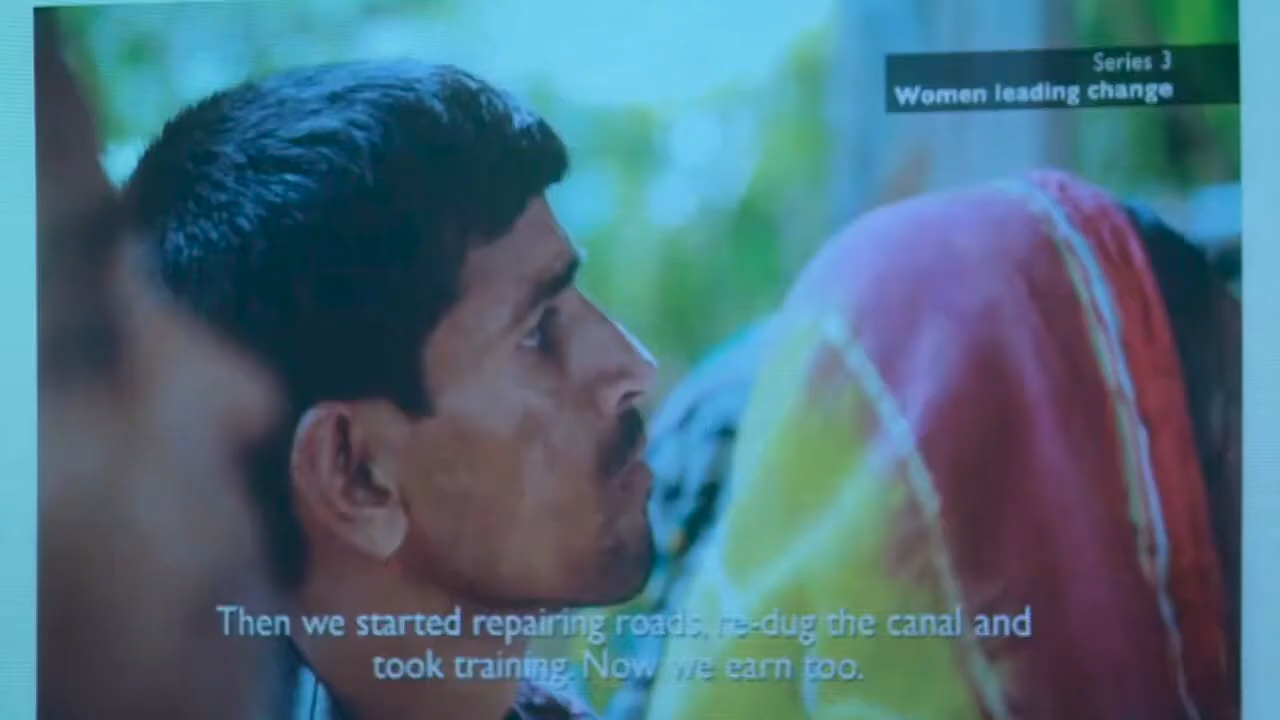 Series 3
Women leading change
Then we started repairing roads, re-dug the canal and
took training. Now we earn too.